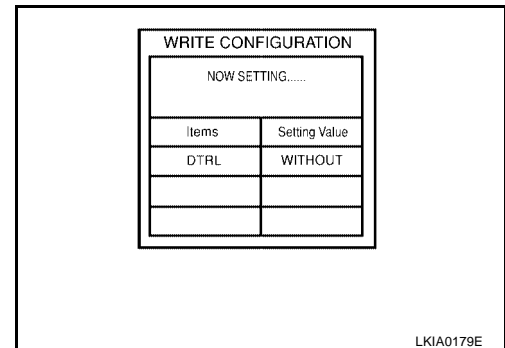 WRITE CONFIGURATION
NOW SETTING......
Items Setting Value
DTRL WITHOUT
LKIA0179E